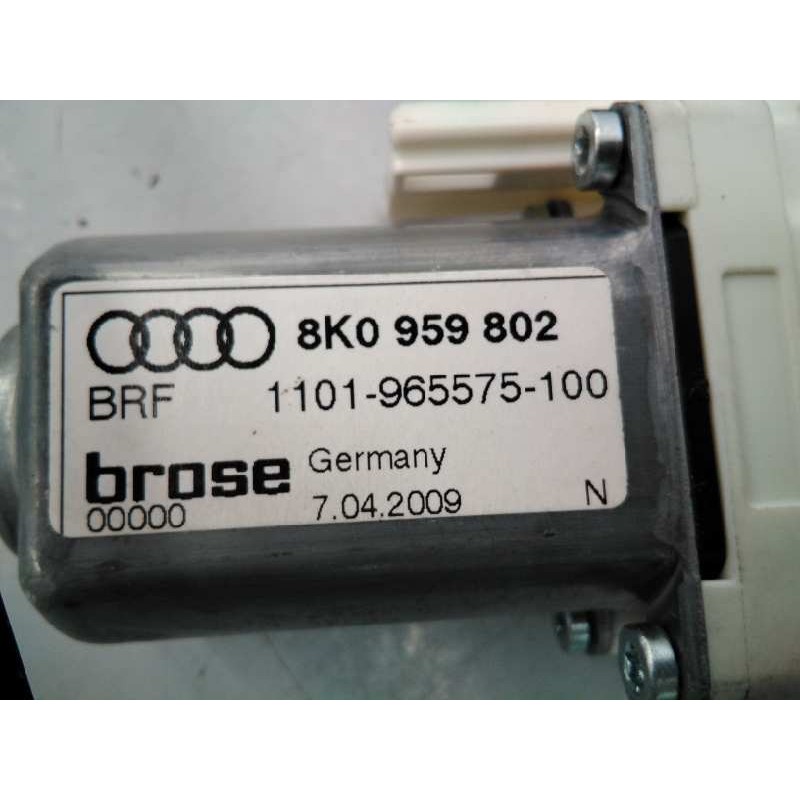 8K0 959 802
BRF 1101-965575-100
brose Germany
00000 7.04.2009 N